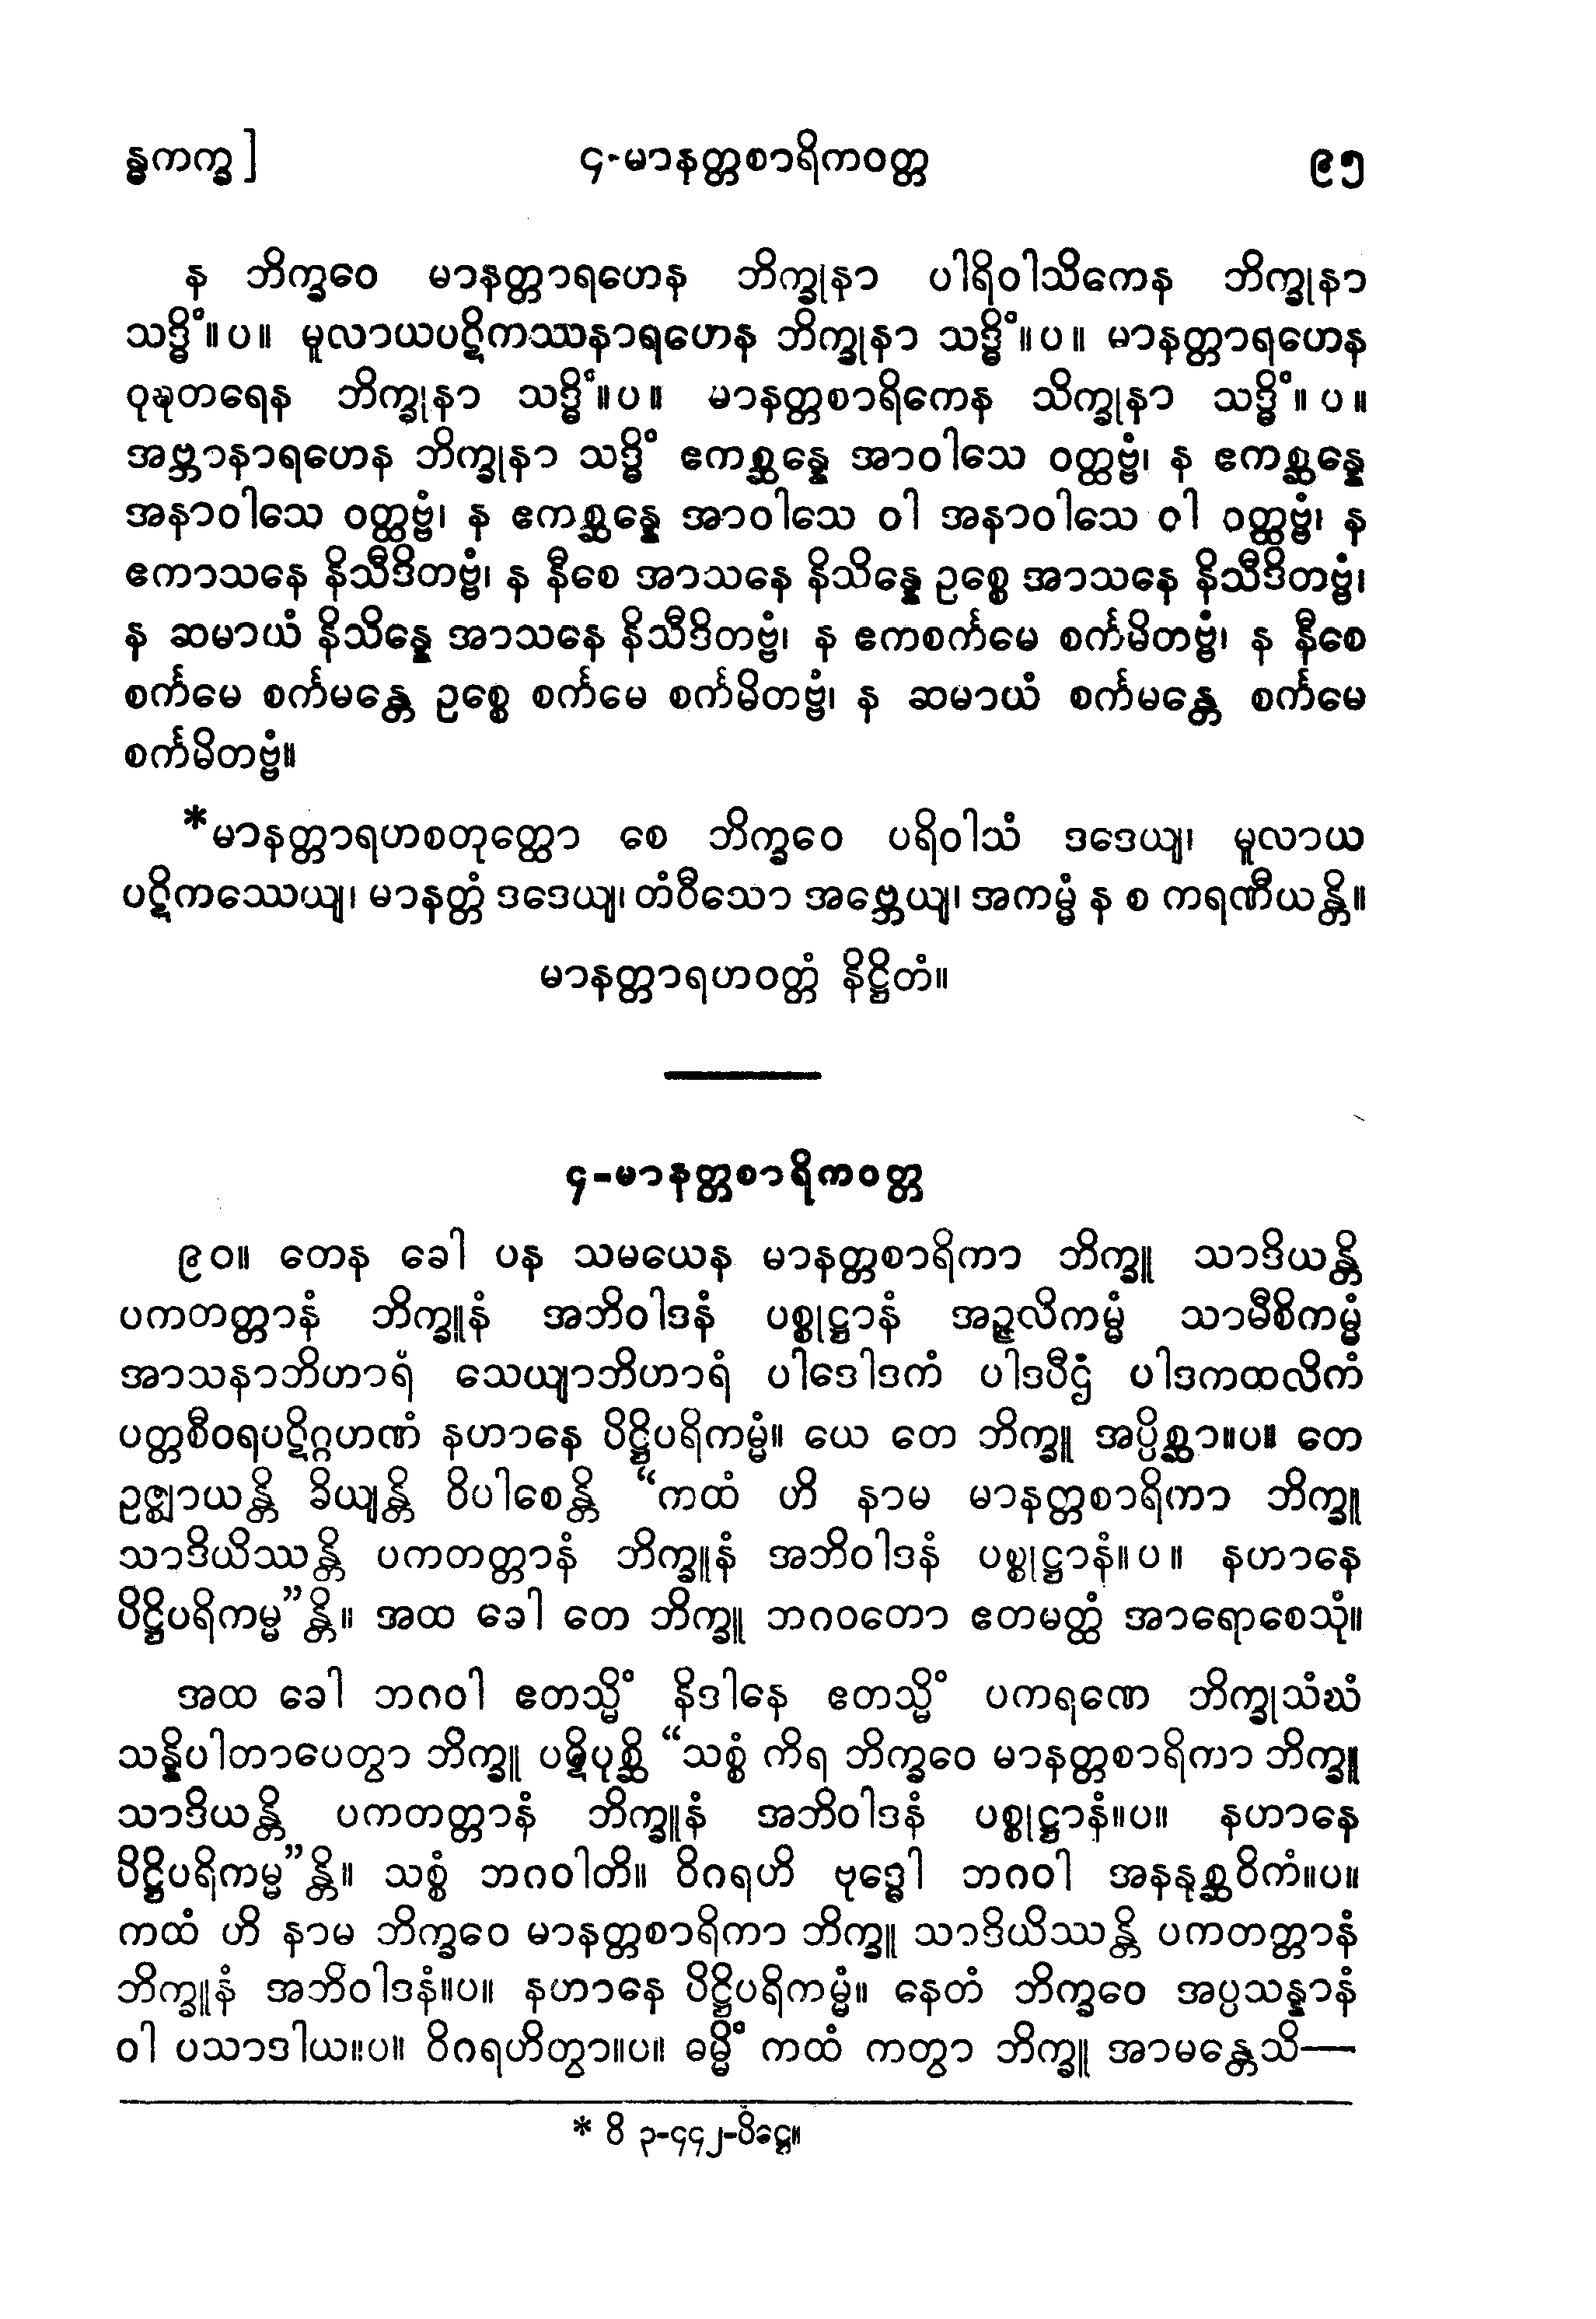 န္ဓကက္ခ] ၄-မာနတ္တစာရိကဝတ္တ ၉၅
န ဘိက္ခဝေ မာနတ္တာရဟေန ဘိက္ခုနာ ပါရိဝါသိကေန ဘိက္ခုနာ
သဒ္ဓိံ။ပ။ မူလာယပဋိကဿနာရဟေန ဘိက္ခုနာ သဒ္ဓိံ။ပ။ မာနတ္တာရဟေန
ဝုဍ္ဎတရေန ဘိက္ခုနာ သဒ္ဓိံ။ပ။ မာနတ္တစာရိကေန သိက္ခုနာ သဒ္ဓိံ။ပ။
အဗ္ဘာနာရဟေန ဘိက္ခုနာ သဒ္ဓိံ ဧကစ္ဆန္နေ အာဝါသေ ဝတ္ထဗ္ဗံ၊ န ဧကစ္ဆန္နေ
အနာဝါသေ ဝတ္ထဗ္ဗံ၊ န ဧကစ္ဆန္နေ အာဝါသေ ဝါ အနာဝါသေ ဝါ ဝတ္ထဗ္ဗံ၊ န
ဧကာသနေ နိသီဒိတဗ္ဗံ၊ န နီစေ အာသနေ နိသိန္နေ ဥစ္စေ အာသနေ နိသီဒိတဗ္ဗံ၊
န ဆမာယံ နိသိန္နေ အာသနေ နိသီဒိတဗ္ဗံ၊ န ဧကစင်္ကမေ စင်္ကမိတဗ္ဗံ၊ န နီစေ
စင်္ကမေ စင်္ကမန္တေ ဥစ္စေ စင်္ကမေ စင်္ကမိတဗ္ဗံ၊ န ဆမာယံ စင်္ကမန္တေ စင်္ကမေ
စင်္ကမိတဗ္ဗံ။
*မာနတ္တာရဟစတုတ္ထော စေ ဘိက္ခဝေ ပရိဝါသံ ဒဒေယျ၊ မူလာယ
ပဋိကဿေယျ၊ မာနတ္တံ ဒဒေယျ၊ တံဝီသော အဗ္ဘေယျ၊ အကမ္မံ န စ ကရဏီယန္တိ။
မာနတ္တာရဟဝတ္တံ နိဋ္ဌိတံ။
၄-မာနတ္တစာရိကဝတ္တ
၉၀။ တေန ခေါ ပန သမယေန မာနတ္တစာရိကာ ဘိက္ခူ သာဒိယန္တိ
ပကတတ္တာနံ ဘိက္ခူနံ အဘိဝါဒနံ ပစ္စုဋ္ဌာနံ အဉ္ဇလိကမ္မံ သာမီစိကမ္မံ
အာသနာဘိဟာရံ သေယျာဘိဟာရံ ပါဒေါဒကံ ပါဒပီဌံ ပါဒကထလိကံ
ပတ္တစီဝရပဋိဂ္ဂဟဏံ နဟာနေ ပိဋ္ဌိပရိကမ္မံ။ ယေ တေ ဘိက္ခူ အပ္ပိစ္ဆာ။ပ။ တေ
ဥဇ္ဈာယန္တိ ခိယျန္တိ ဝိပါစေန္တိ “ကထံ ဟိ နာမ မာနတ္တစာရိကာ ဘိက္ခူ
သာဒိယိဿန္တိ ပကတတ္တာနံ ဘိက္ခူနံ အဘိဝါဒနံ ပစ္စုဋ္ဌာနံ။ပ။ နဟာနေ
ပိဋ္ဌိပရိကမ္မ”န္တိ။ အထ ခေါ တေ ဘိက္ခူ ဘဂဝတော ဧတမတ္ထံ အာရောစေသုံ။
အထ ခေါ ဘဂဝါ ဧတသ္မိံ နိဒါနေ ဧတသ္မိံ ပကရဏေ ဘိက္ခုသံဃံ
သန္နိပါတာပေတွာ ဘိက္ခူ ပဋိပုစ္ဆိ “သစ္စံ ကိရ ဘိက္ခဝေ မာနတ္တစာရိကာ ဘိက္ခူ
သာဒိယန္တိ ပကတတ္တာနံ ဘိက္ခူနံ အဘိဝါဒနံ ပစ္စုဋ္ဌာနံ။ပ။ နဟာနေ
ပိဋ္ဌိပရိကမ္မ”န္တိ။ သစ္စံ ဘဂဝါတိ။ ဝိဂရဟိ ဗုဒ္ဓေါ ဘဂဝါ အနနုစ္ဆဝိကံ။ပ။
ကထံ ဟိ နာမ ဘိက္ခဝေ မာနတ္တစာရိကာ ဘိက္ခူ သာဒိယိဿန္တိ ပကတတ္တာနံ
ဘိက္ခူနံ အဘိဝါဒနံ။ပ။ နဟာနေ ပိဋ္ဌိပရိကမ္မံ။ နေတံ ဘိက္ခဝေ အပ္ပသန္နာနံ
ဝါ ပသာဒါယ။ပ။ ဝိဂရဟိတွာ။ပ။ ဓမ္မိံ ကထံ ကတွာ ဘိက္ခူ အာမန္တေသိ—
* ဝိ ၃-၄၄၂-ပိဋ္ဌေ။